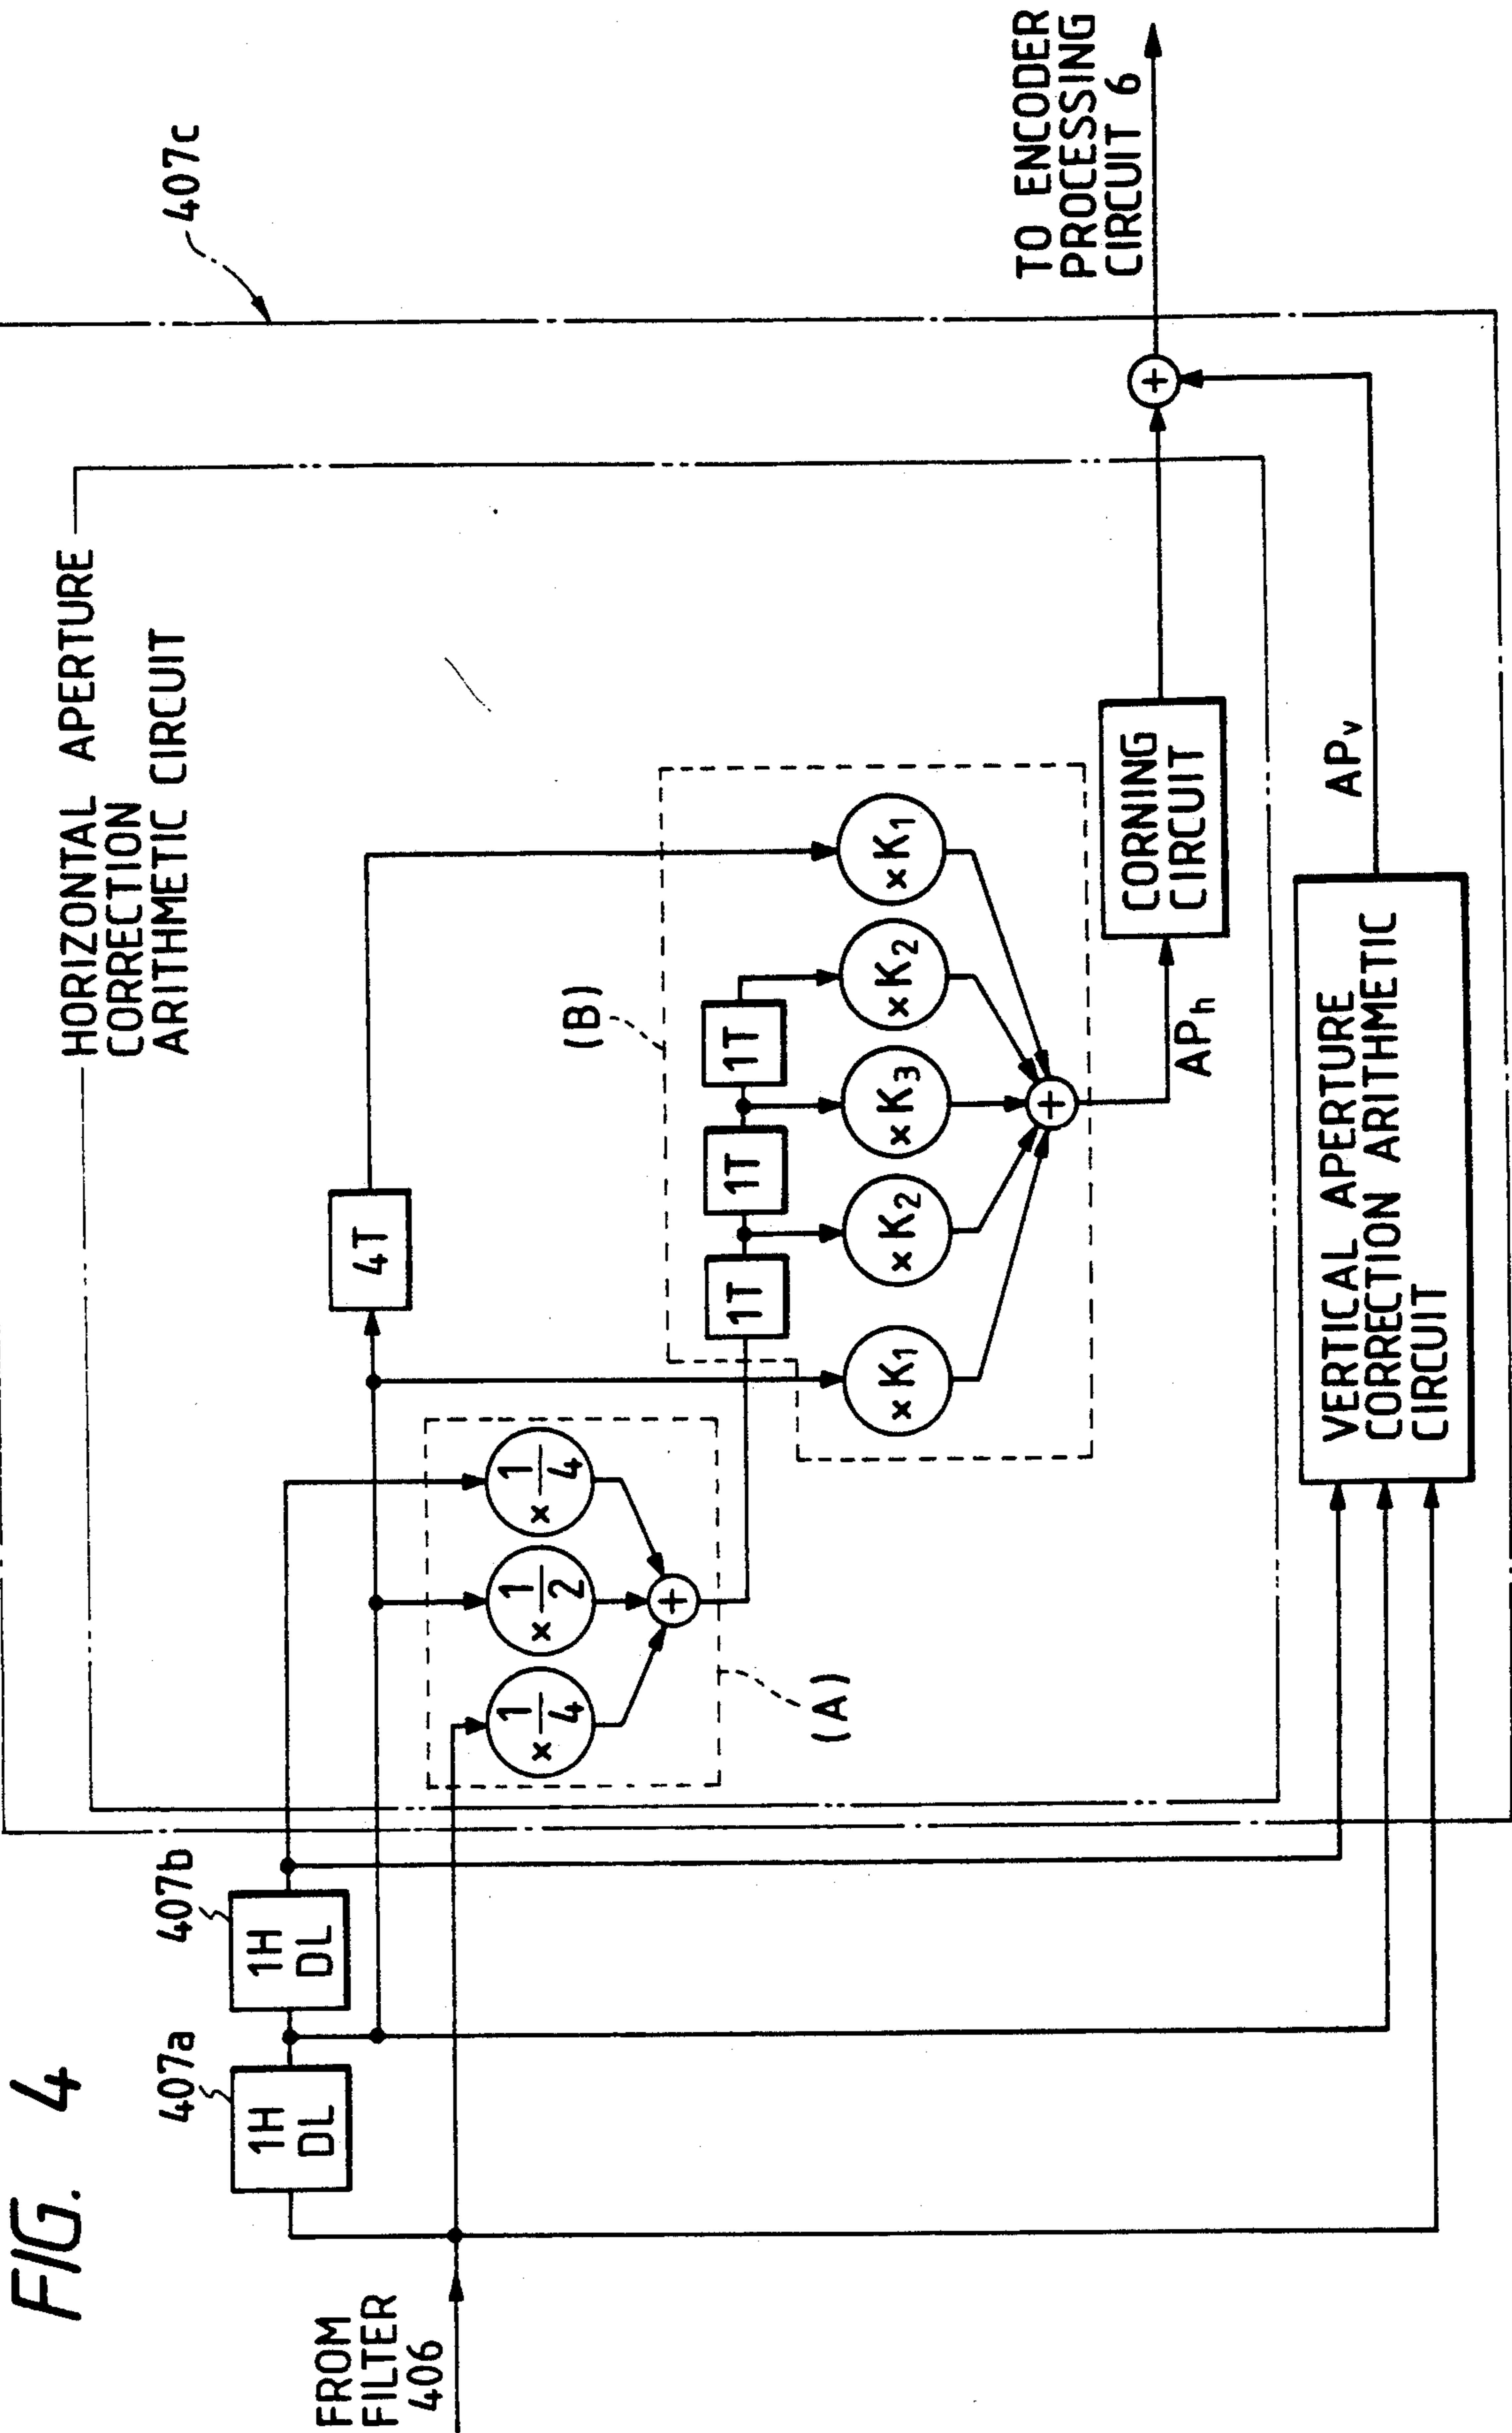 FIG. 4
FROM
FILTER
406
407a
1H
DL
407b
1H
DL
407c
HORIZONTAL APERTURE
CORRECTION
ARITHMETIC CIRCUIT
× 1/4
× 1/2
× 1/4
+
(A)
4T
(B)
1T
1T
1T
×K1
×K2
×K3
×K2
×K1
+
APh
CORNING
CIRCUIT
VERTICAL APERTURE
CORRECTION ARITHMETIC
CIRCUIT
APv
+
TO ENCODER
PROCESSING
CIRCUIT 6